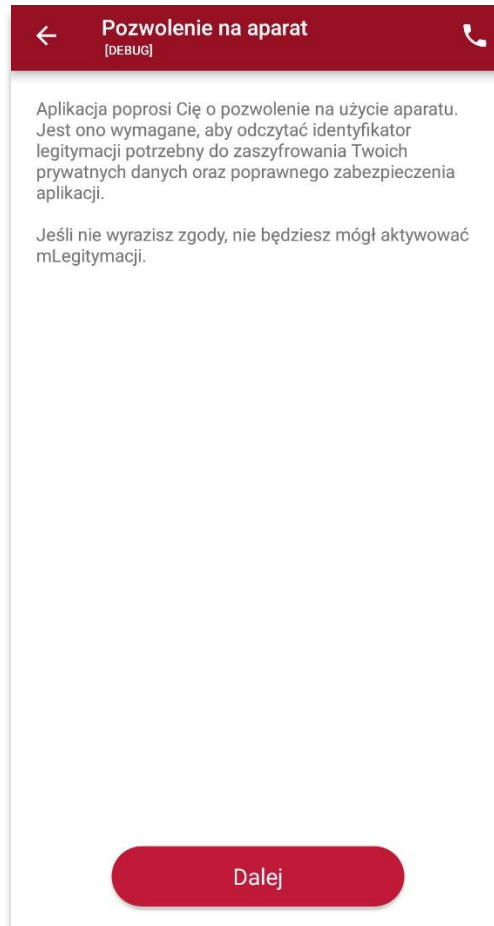 Pozwolenie na aparat
[DEBUG]
Aplikacja poprosi Cię o pozwolenie na użycie aparatu.
Jest ono wymagane, aby odczytać identyfikator
legitymacji potrzebny do zaszyfrowania Twoich
prywatnych danych oraz poprawnego zabezpieczenia
aplikacji.
Jeśli nie wyrazisz zgody, nie będziesz mógł aktywować
mLegitymacji.
Dalej